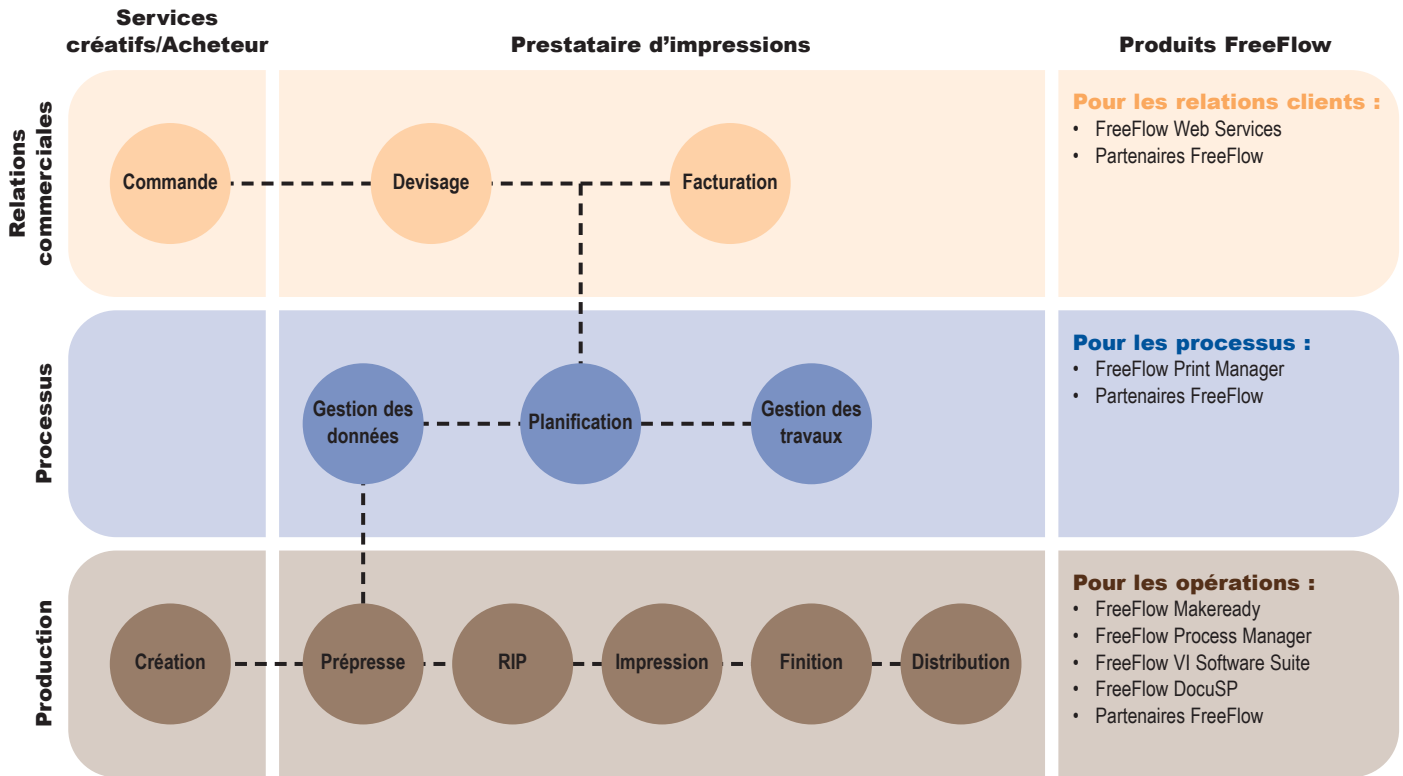 Services
créatifs/Acheteur
Prestataire d'impressions
Produits FreeFlow
Relations
commerciales
Commande
Devisage
Facturation
Pour les relations clients :
• FreeFlow Web Services
• Partenaires FreeFlow
Processus
Gestion des
données
Planification
Gestion des
travaux
Pour les processus :
• FreeFlow Print Manager
• Partenaires FreeFlow
Production
Création
Prépresse
RIP
Impression
Finition
Distribution
Pour les opérations :
• FreeFlow Makeready
• FreeFlow Process Manager
• FreeFlow VI Software Suite
• FreeFlow DocuSP
• Partenaires FreeFlow